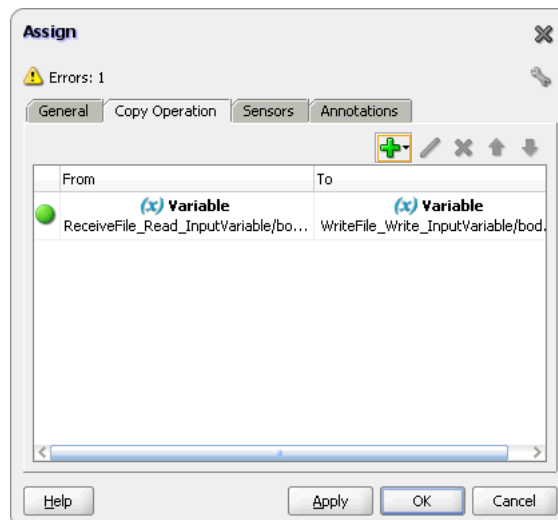 Assign
Errors: 1
General Copy Operation Sensors Annotations
From To
(x) Variable (x) Variable
ReceiveFile_Read_InputVariable/bo... WriteFile_Write_InputVariable/bod.
Help Apply OK Cancel